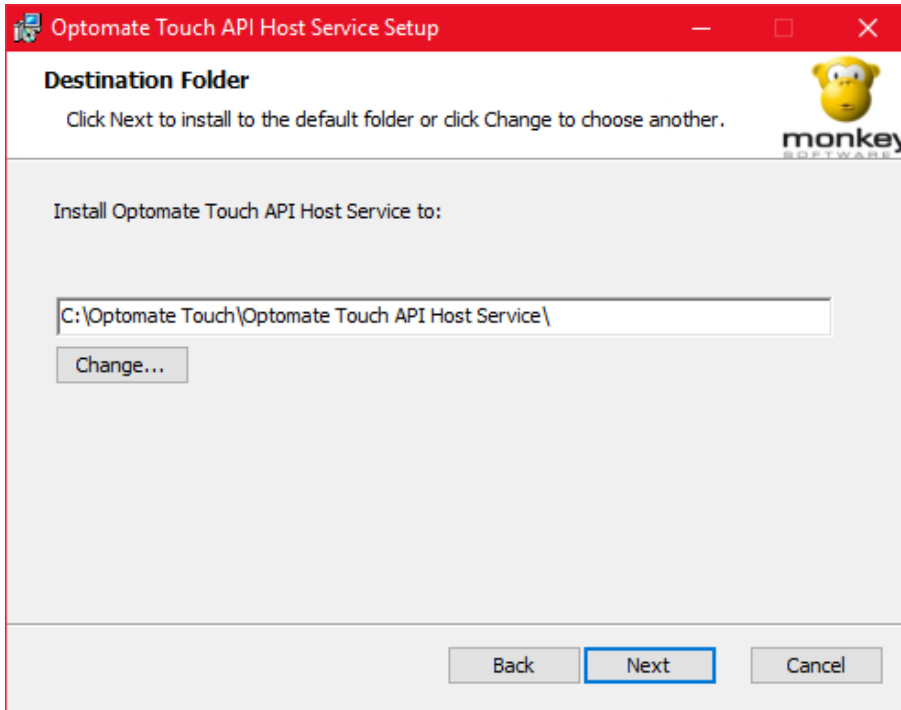 Optomate Touch API Host Service Setup
Destination Folder
Click Next to install to the default folder or click Change to choose another.
monkey
SOFTWARE
Install Optomate Touch API Host Service to:
C:\Optomate Touch\Optomate Touch API Host Service\
Change...
Back
Next
Cancel